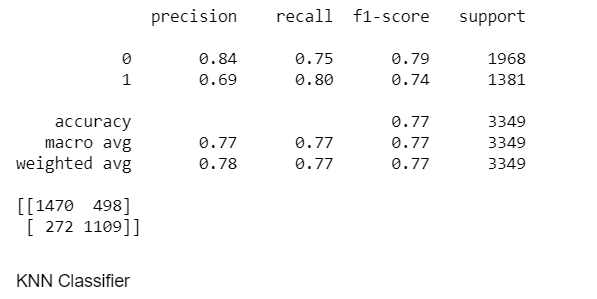 precision recall f1-score support
0 0.84 0.75 0.79 1968
1 0.69 0.80 0.74 1381
accuracy 0.77 3349
macro avg 0.77 0.77 0.77 3349
weighted avg 0.78 0.77 0.77 3349
[[1470 498]
[ 272 1109]]
KNN Classifier